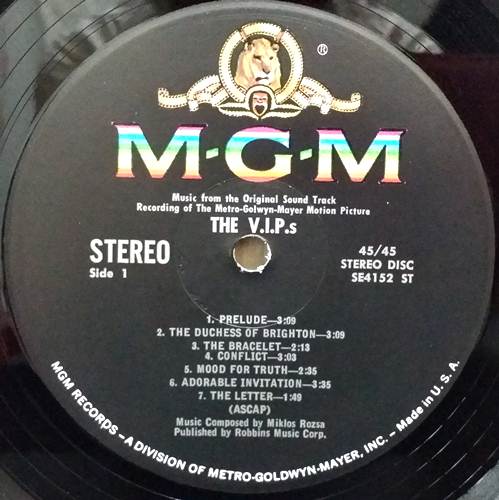 ®
M-G-M
Music from the Original Sound Track
Recording of The Metro-Golwyn-Mayer Motion Picture
THE V.I.P.s
STEREO
Side 1
45/45
STEREO DISC
SE4152 ST
1. PRELUDE—3:09
2. THE DUCHESS OF BRIGHTON—3:09
3. THE BRACELET—2:13
4. CONFLICT—3:03
5. MOOD FOR TRUTH—2:35
6. ADORABLE INVITATION—3:35
7. THE LETTER—1:49
(ASCAP)
Music Composed by Miklos Rozsa
Published by Robbins Music Corp.
MGM RECORDS – A DIVISION OF METRO-GOLDWYN-MAYER, INC. – Made in U. S. A.